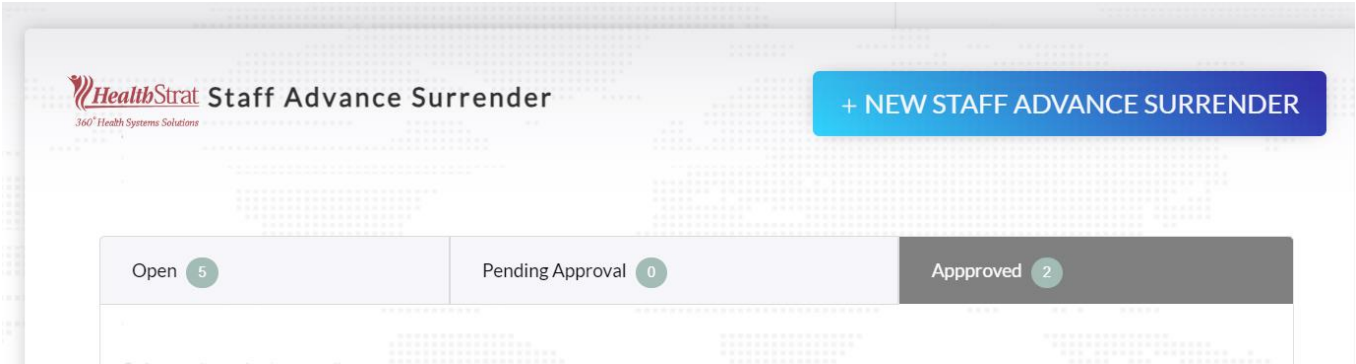 HealthStrat Staff Advance Surrender
360° Health Systems Solutions
+ NEW STAFF ADVANCE SURRENDER
Open 5
Pending Approval 0
Appproved 2